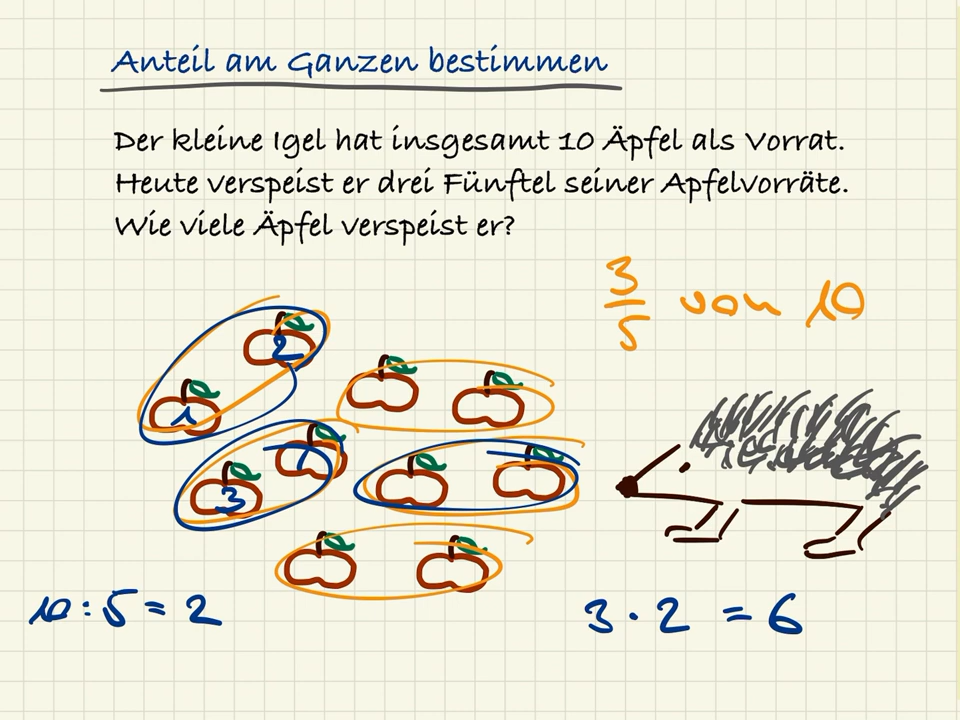 Anteil am Ganzen bestimmen
Der kleine Igel hat insgesamt 10 Äpfel als Vorrat.
Heute verspeist er drei Fünftel seiner Apfelvorräte.
Wie viele Äpfel verspeist er?
3/5 von 10
2
1
3
10 : 5 = 2
3 · 2 = 6